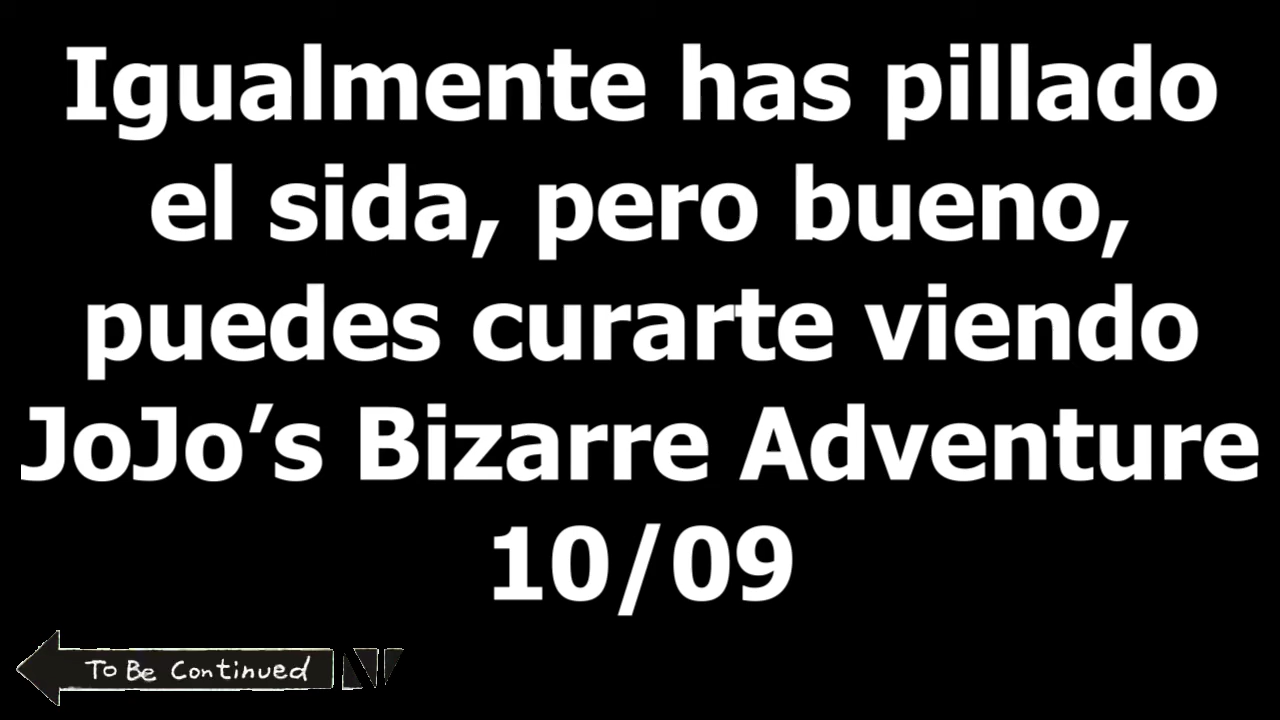 Igualmente has pillado
el sida, pero bueno,
puedes curarte viendo
JoJo’s Bizarre Adventure
10/09
To Be Continued